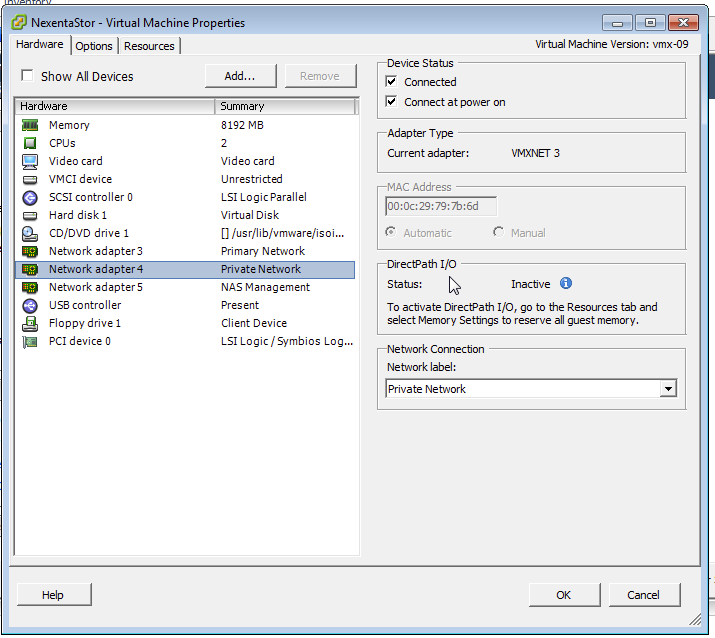 Inventory
NexentaStor - Virtual Machine Properties
Hardware Options Resources
Virtual Machine Version: vmx-09
Show All Devices
Add... Remove
Hardware Summary
Memory 8192 MB
CPUs 2
Video card Video card
VMCI device Unrestricted
SCSI controller 0 LSI Logic Parallel
Hard disk 1 Virtual Disk
CD/DVD drive 1 [] /usr/lib/vmware/isoi...
Network adapter 3 Primary Network
Network adapter 4 Private Network
Network adapter 5 NAS Management
USB controller Present
Floppy drive 1 Client Device
PCI device 0 LSI Logic / Symbios Log...
Device Status
Connected
Connect at power on
Adapter Type
Current adapter: VMXNET 3
MAC Address
00:0c:29:79:7b:6d
Automatic Manual
DirectPath I/O
Status: Inactive
To activate DirectPath I/O, go to the Resources tab and
select Memory Settings to reserve all guest memory.
Network Connection
Network label:
Private Network
Help OK Cancel